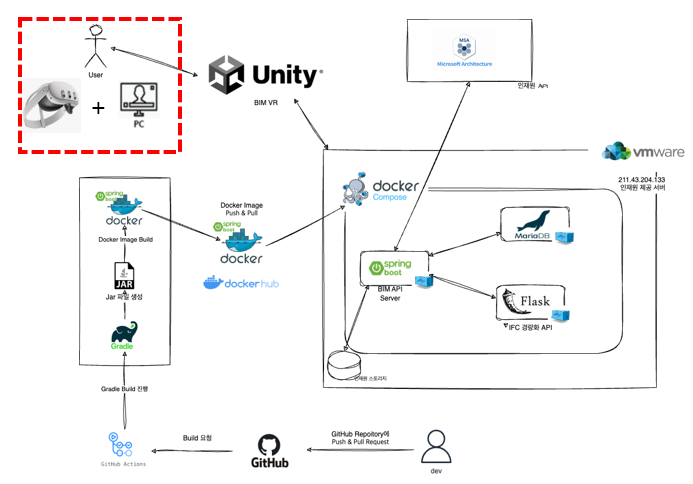 User
+
PC
Unity
BIM VR
MSA
Microsoft Architecture
인재원 API
vmware
211.43.204.133
인재원 제공 서버
docker
Compose
spring
boot
docker
Docker Image Build
Docker Image
Push & Pull
spring
boot
docker
dockerhub
JAR
Jar 파일 생성
Gradle
MariaDB
spring
boot
BIM API
Server
Flask
IFC 경량화 API
인재원 스토리지
Gradle Build 진행
GitHub Actions
Build 요청
GitHub
GitHub Repository에
Push & Pull Request
dev